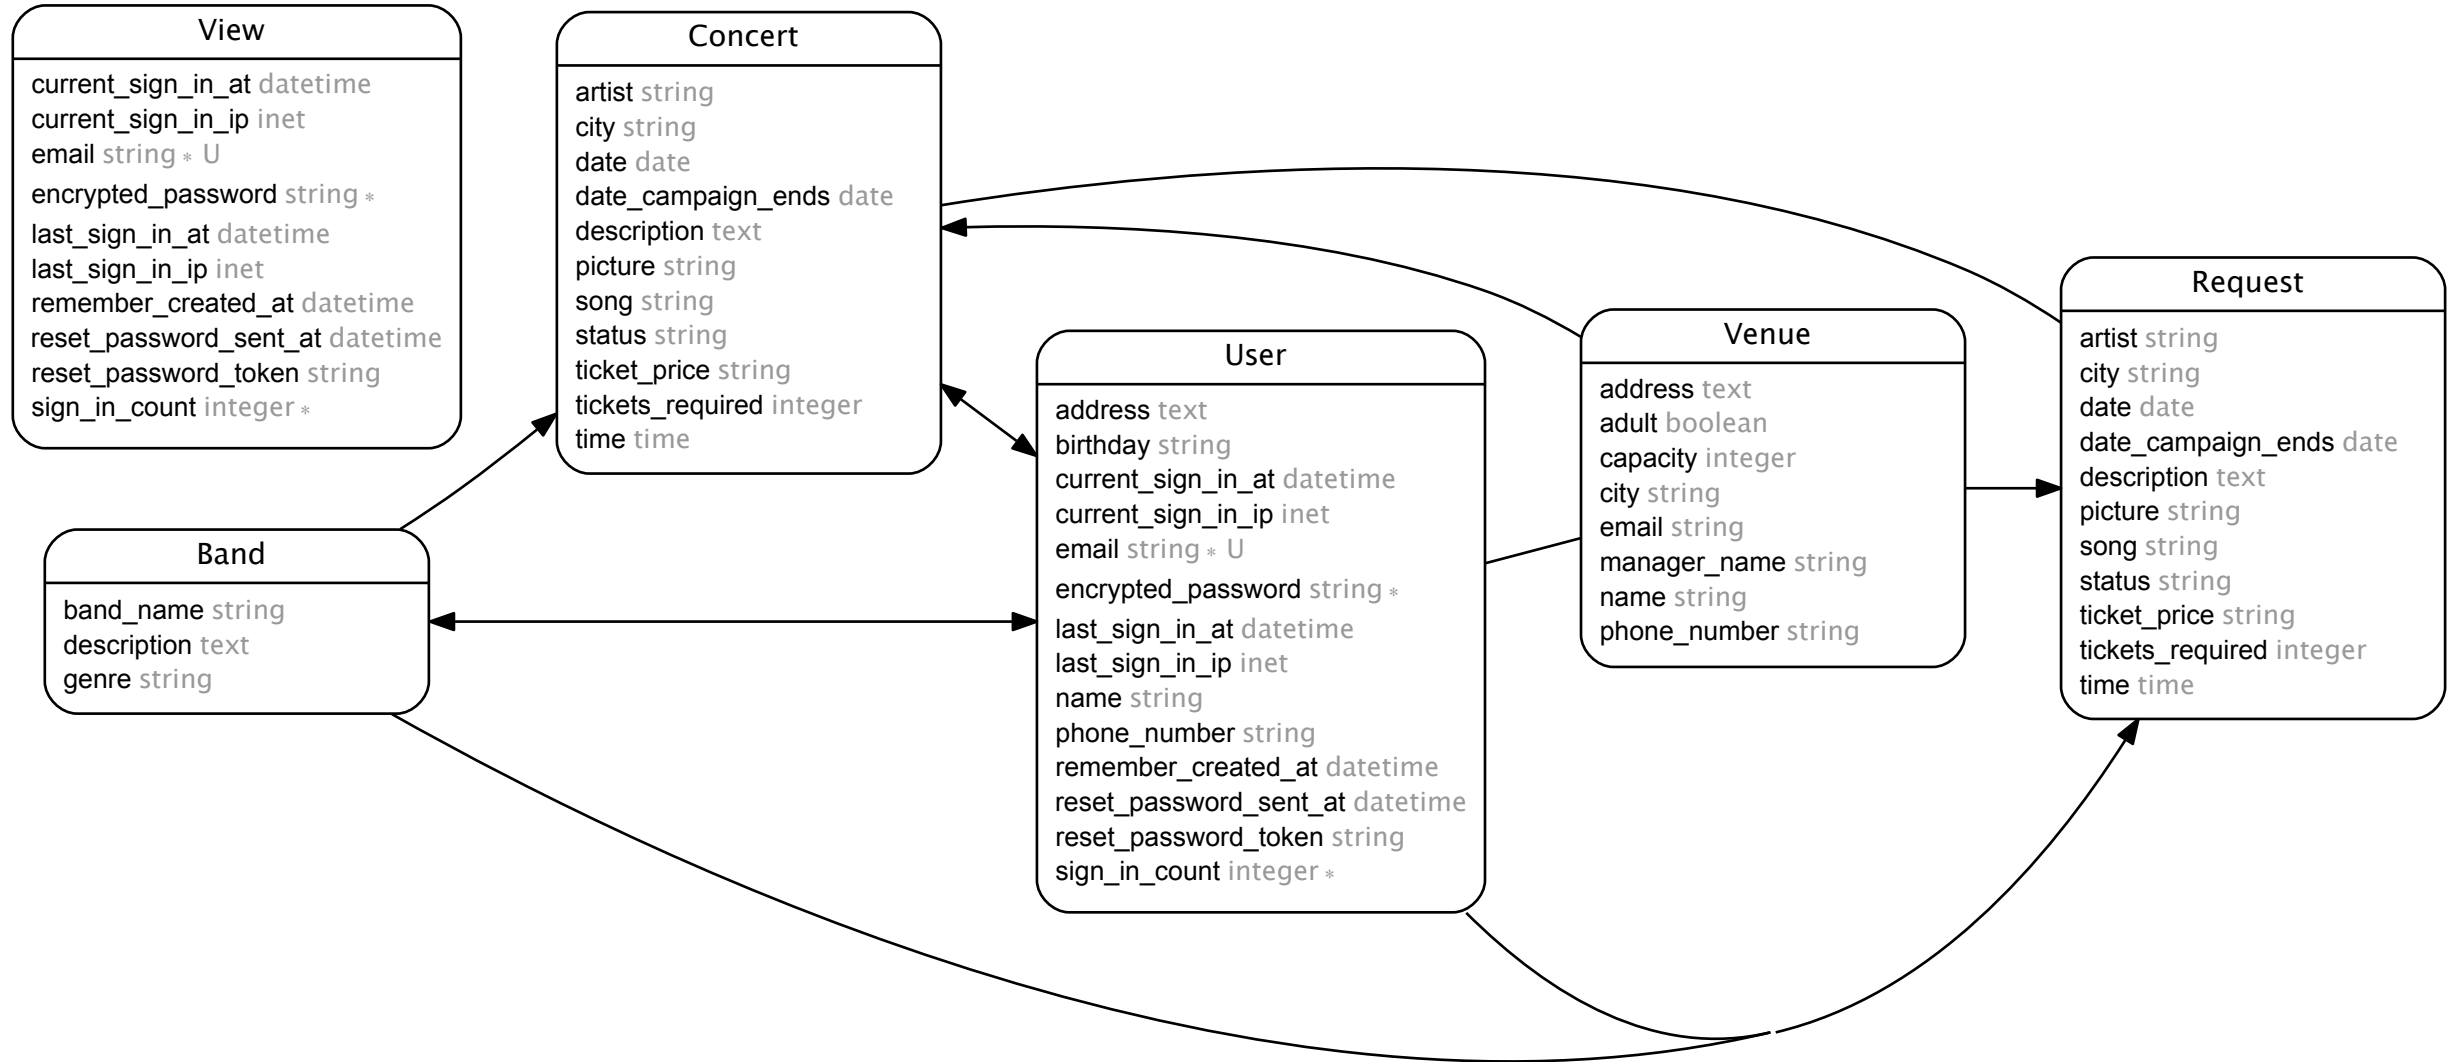 View
current_sign_in_at datetime
current_sign_in_ip inet
email string * U
encrypted_password string *
last_sign_in_at datetime
last_sign_in_ip inet
remember_created_at datetime
reset_password_sent_at datetime
reset_password_token string
sign_in_count integer *
Concert
artist string
city string
date date
date_campaign_ends date
description text
picture string
song string
status string
ticket_price string
tickets_required integer
time time
Band
band_name string
description text
genre string
User
address text
birthday string
current_sign_in_at datetime
current_sign_in_ip inet
email string * U
encrypted_password string *
last_sign_in_at datetime
last_sign_in_ip inet
name string
phone_number string
remember_created_at datetime
reset_password_sent_at datetime
reset_password_token string
sign_in_count integer *
Venue
address text
adult boolean
capacity integer
city string
email string
manager_name string
name string
phone_number string
Request
artist string
city string
date date
date_campaign_ends date
description text
picture string
song string
status string
ticket_price string
tickets_required integer
time time